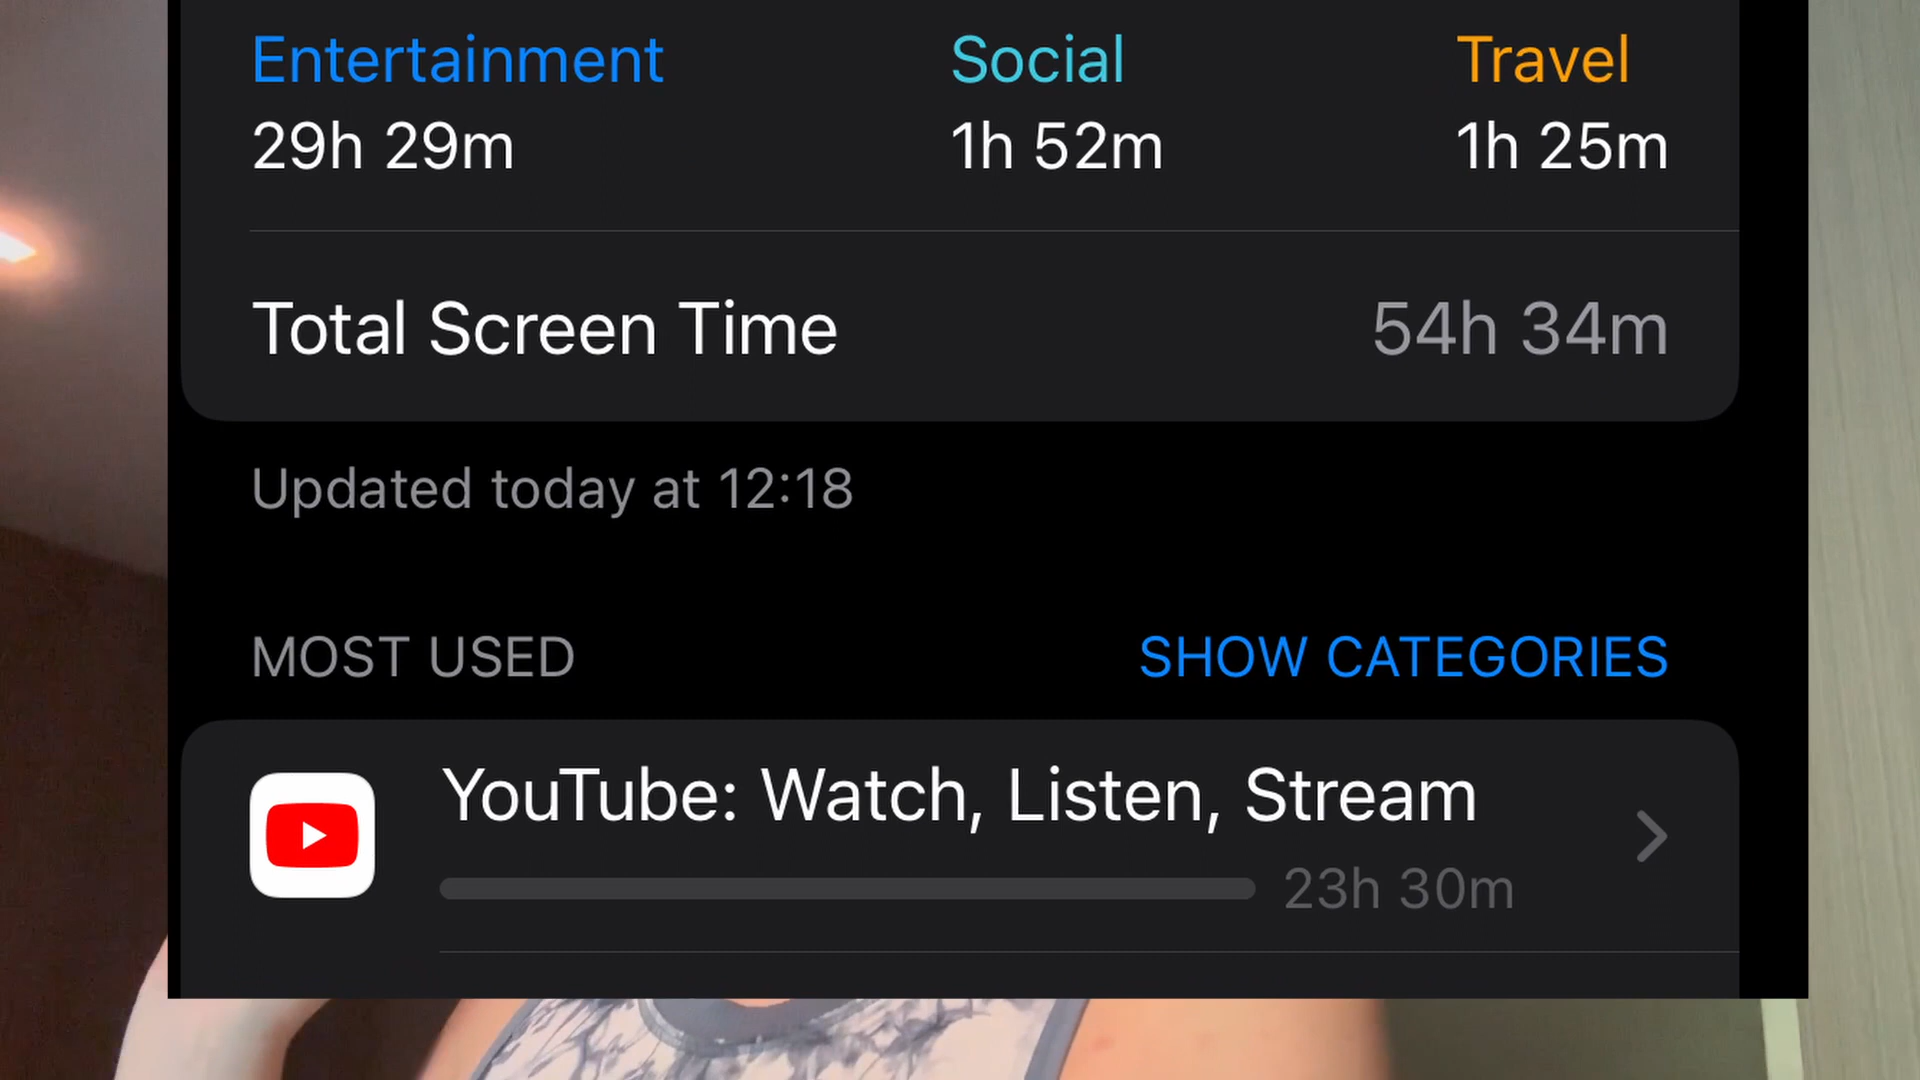 Entertainment Social Travel
29h 29m 1h 52m 1h 25m
Total Screen Time 54h 34m
Updated today at 12:18
MOST USED SHOW CATEGORIES
YouTube: Watch, Listen, Stream
23h 30m